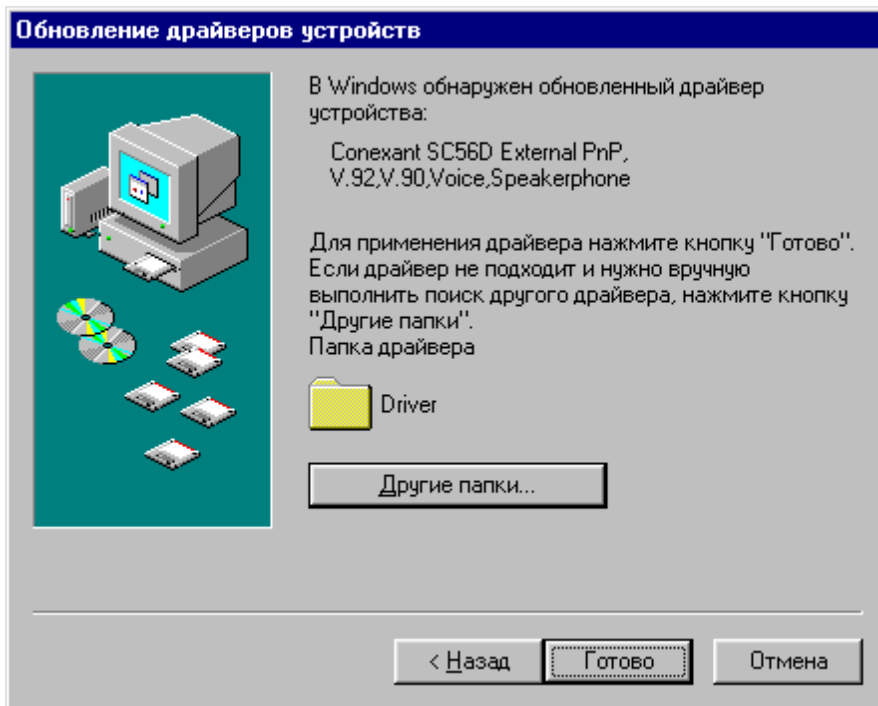 Обновление драйверов устройств
В Windows обнаружен обновленный драйвер
устройства:
Conexant SC56D External PnP,
V.92,V.90,Voice,Speakerphone
Для применения драйвера нажмите кнопку "Готово".
Если драйвер не подходит и нужно вручную
выполнить поиск другого драйвера, нажмите кнопку
"Другие папки".
Папка драйвера
Driver
Другие папки...
< Назад
Готово
Отмена